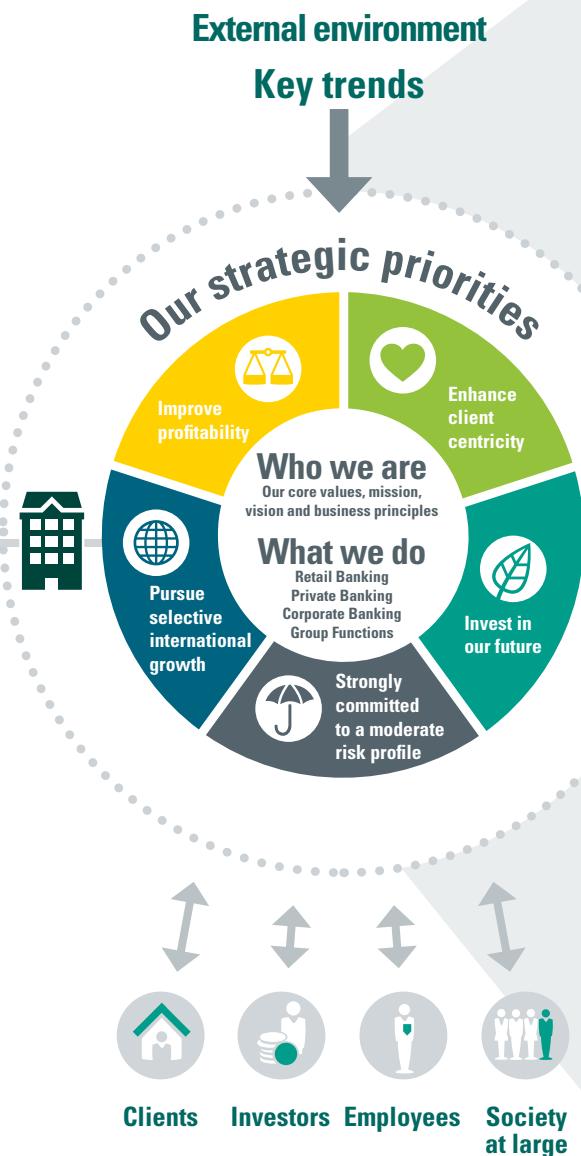 External environment
Key trends
Our strategic priorities
Improve
profitability
Enhance
client
centricity
Who we are
Our core values, mission,
vision and business principles
What we do
Retail Banking
Private Banking
Corporate Banking
Group Functions
Pursue
selective
international
growth
Invest in
our future
Strongly
committed
to a moderate
risk profile
Clients
Investors
Employees
Society
at large